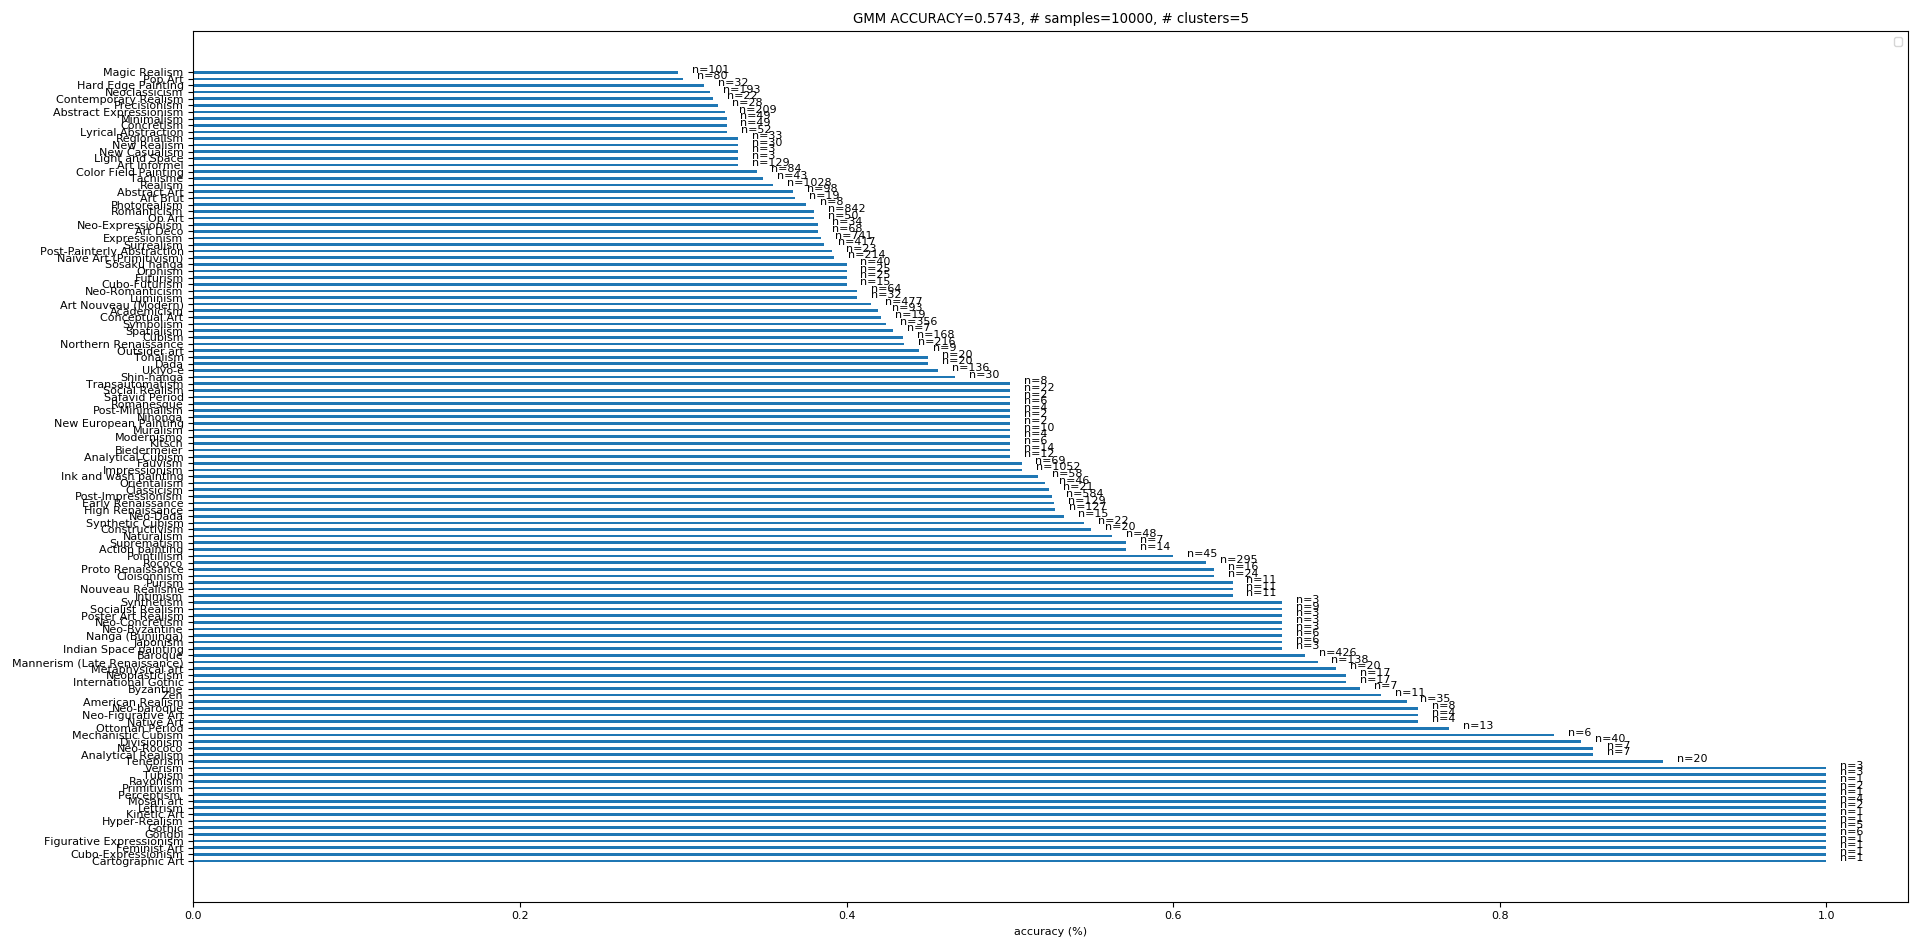 GMM ACCURACY=0.5743, # samples=10000, # clusters=5
Magic Realism n=101
Pop Art n=80
Hard Edge Painting n=32
Neoclassicism n=193
Contemporary Realism n=22
Precisionism n=28
Abstract Expressionism n=209
Minimalism n=49
Concretism n=49
Lyrical Abstraction n=52
Regionalism n=33
New Realism n=30
New Casualism n=3
Light and Space n=3
Art Informel n=129
Color Field Painting n=84
Tachisme n=43
Realism n=1028
Abstract Art n=98
Art Brut n=19
Photorealism n=8
Romanticism n=842
Op Art n=50
Neo-Expressionism n=34
Art Deco n=68
Expressionism n=741
Surrealism n=417
Post-Painterly Abstraction n=23
Naïve Art (Primitivism) n=214
Sōsaku hanga n=40
Orphism n=25
Futurism n=25
Cubo-Futurism n=15
Neo-Romanticism n=64
Luminism n=32
Art Nouveau (Modern) n=477
Academicism n=93
Conceptual Art n=19
Symbolism n=356
Spatialism n=7
Cubism n=168
Northern Renaissance n=216
Outsider art n=9
Tonalism n=20
Dada n=20
Ukiyo-e n=136
Shin-hanga n=30
Transautomatism n=8
Social Realism n=22
Safavid Period n=2
Romanesque n=6
Post-Minimalism n=4
Nihonga n=2
New European Painting n=2
Muralism n=10
Modernismo n=4
Kitsch n=6
Biedermeier n=14
Analytical Cubism n=12
Fauvism n=69
Impressionism n=1052
Ink and wash painting n=58
Orientalism n=46
Classicism n=21
Post-Impressionism n=584
Early Renaissance n=129
High Renaissance n=127
Neo-Dada n=15
Synthetic Cubism n=22
Constructivism n=20
Naturalism n=48
Suprematism n=7
Action painting n=14
Pointillism n=45
Rococo n=295
Proto Renaissance n=16
Cloisonnism n=24
Purism n=11
Nouveau Réalisme n=11
Intimism n=11
Synthetism n=3
Socialist Realism n=9
Poster Art Realism n=3
Neo-Concretism n=3
Neo-Byzantine n=3
Nanga (Bunjinga) n=6
Japonism n=6
Indian Space painting n=3
Baroque n=426
Mannerism (Late Renaissance) n=138
Metaphysical art n=20
Neoplasticism n=17
International Gothic n=17
Byzantine n=7
Zen n=11
American Realism n=35
Neo-baroque n=8
Neo-Figurative Art n=4
Native Art n=4
Ottoman Period n=13
Mechanistic Cubism n=6
Divisionism n=40
Neo-Rococo n=7
Analytical Realism n=7
Tenebrism n=20
Verism n=3
Tubism n=3
Rayonism n=1
Primitivism n=2
Perceptism n=1
Mosan art n=4
Lettrism n=2
Kinetic Art n=1
Hyper-Realism n=1
Gothic n=5
Gongbi n=6
Figurative Expressionism n=1
Feminist Art n=1
Cubo-Expressionism n=1
Cartographic Art n=1
0.0 0.2 0.4 0.6 0.8 1.0
accuracy (%)